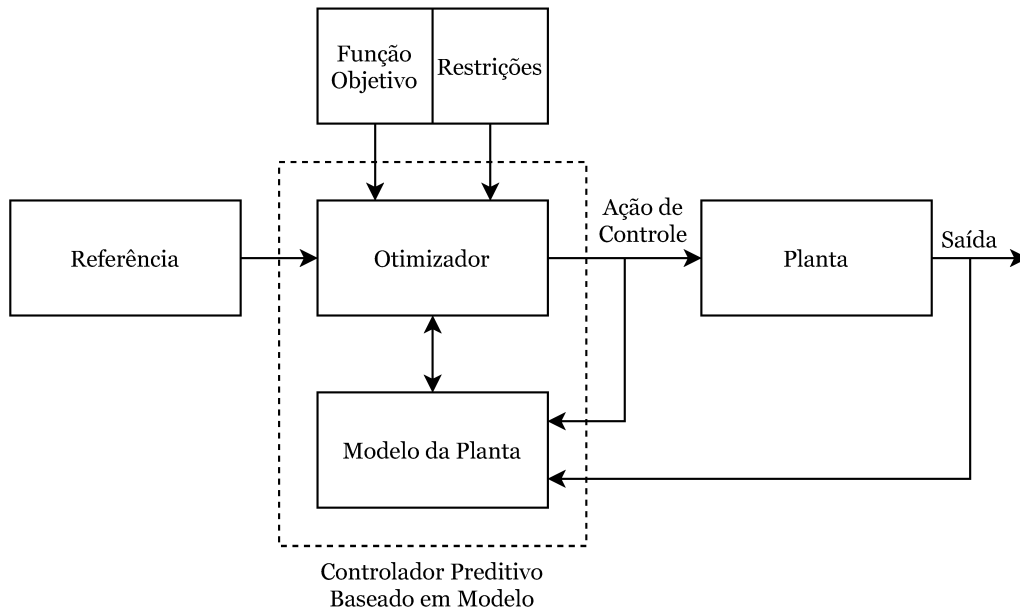 Função
Objetivo
Restrições
Referência
Otimizador
Ação de
Controle
Planta
Saída
Modelo da Planta
Controlador Preditivo
Baseado em Modelo